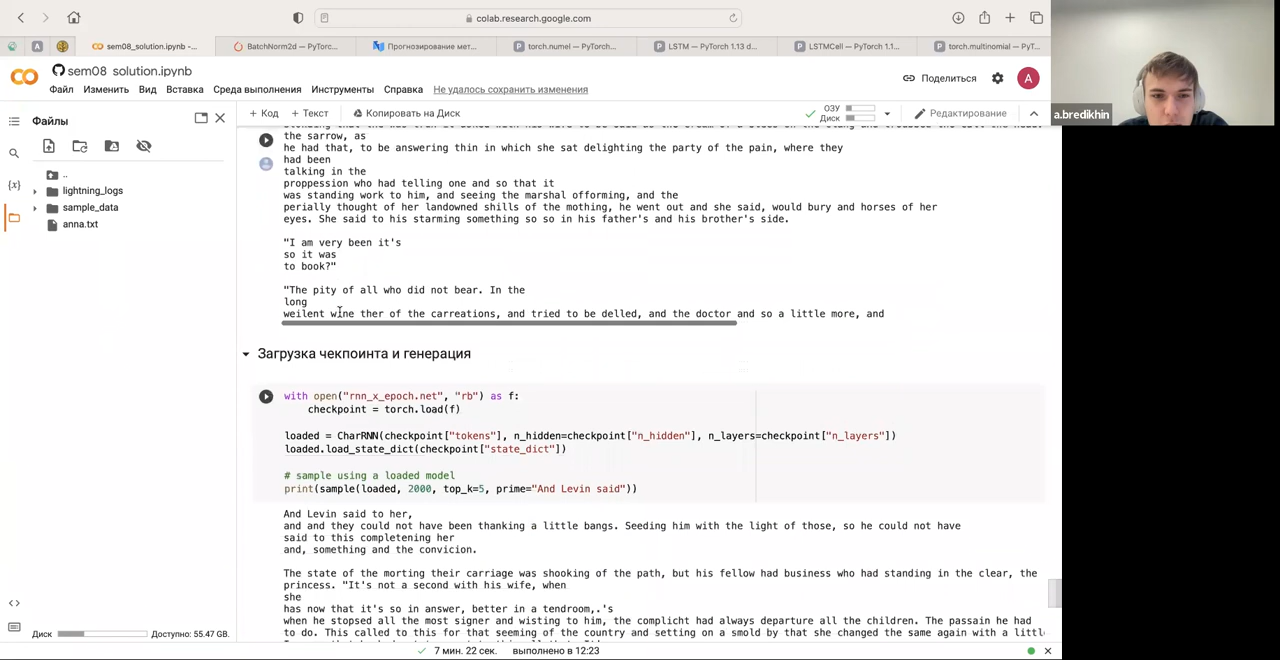 colab.research.google.com
sem08_solution.ipynb -...
BatchNorm2d — PyTorc...
Прогнозирование мет...
torch.numel — PyTorch...
LSTM — PyTorch 1.13 d...
LSTMCell — PyTorch 1.1...
torch.multinomial — PyT...
sem08_solution.ipynb
Файл Изменить Вид Вставка Среда выполнения Инструменты Справка Не удалось сохранить изменения
Поделиться
A
a.bredikhin
Файлы
+ Код + Текст Копировать на Диск
ОЗУ
Диск
Редактирование
..
lightning_logs
sample_data
anna.txt
the sarrow, as
he had that, to be answering thin in which she sat delighting the party of the pain, where they
had been
talking in the
proppession who had telling one and so that it
was standing work to him, and seeing the marshal offorming, and the
perially thought of her landowned shills of the mothing, he went out and she said, would bury and horses of her
eyes. She said to his starming something so so in his father's and his brother's side.
"I am very been it's
so it was
to book?"
"The pity of all who did not bear. In the
long
weilent wine ther of the carreations, and tried to be delled, and the doctor and so a little more, and
Загрузка чекпоинта и генерация
with open("rnn_x_epoch.net", "rb") as f:
checkpoint = torch.load(f)
loaded = CharRNN(checkpoint["tokens"], n_hidden=checkpoint["n_hidden"], n_layers=checkpoint["n_layers"])
loaded.load_state_dict(checkpoint["state_dict"])
# sample using a loaded model
print(sample(loaded, 2000, top_k=5, prime="And Levin said"))
And Levin said to her,
and and they could not have been thanking a little bangs. Seeding him with the light of those, so he could not have
said to this completening her
and, something and the convicion.
The state of the morting their carriage was shooking of the path, but his fellow had business who had standing in the clear, the
princess. "It's not a second with his wife, when
she
has now that it's so in answer, better in a tendroom,.'s
when he stopsed all the most signer and wisting to him, the complicht had always departure all the children. The passain he had
to do. This called to this for that seeming of the country and setting on a smold by that she changed the same again with a littl
Диск Доступно: 55.47 GB.
7 мин. 22 сек. выполнено в 12:23